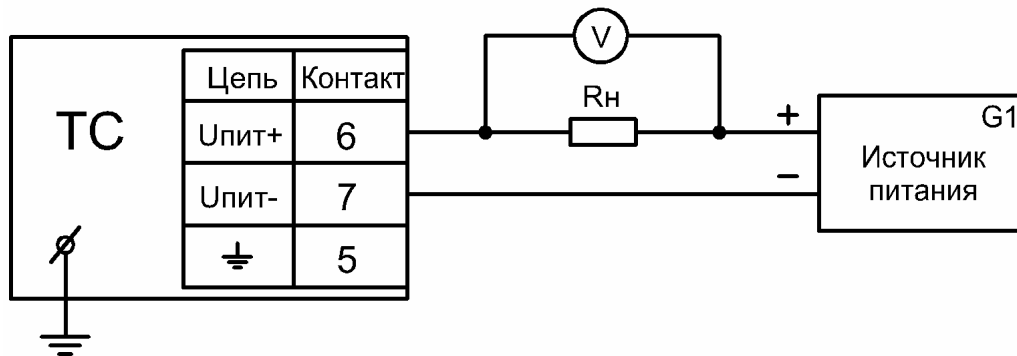 ТС
Цепь Контакт
Uпит+ 6
Uпит- 7
5
V
Rн
+
−
G1
Источник
питания